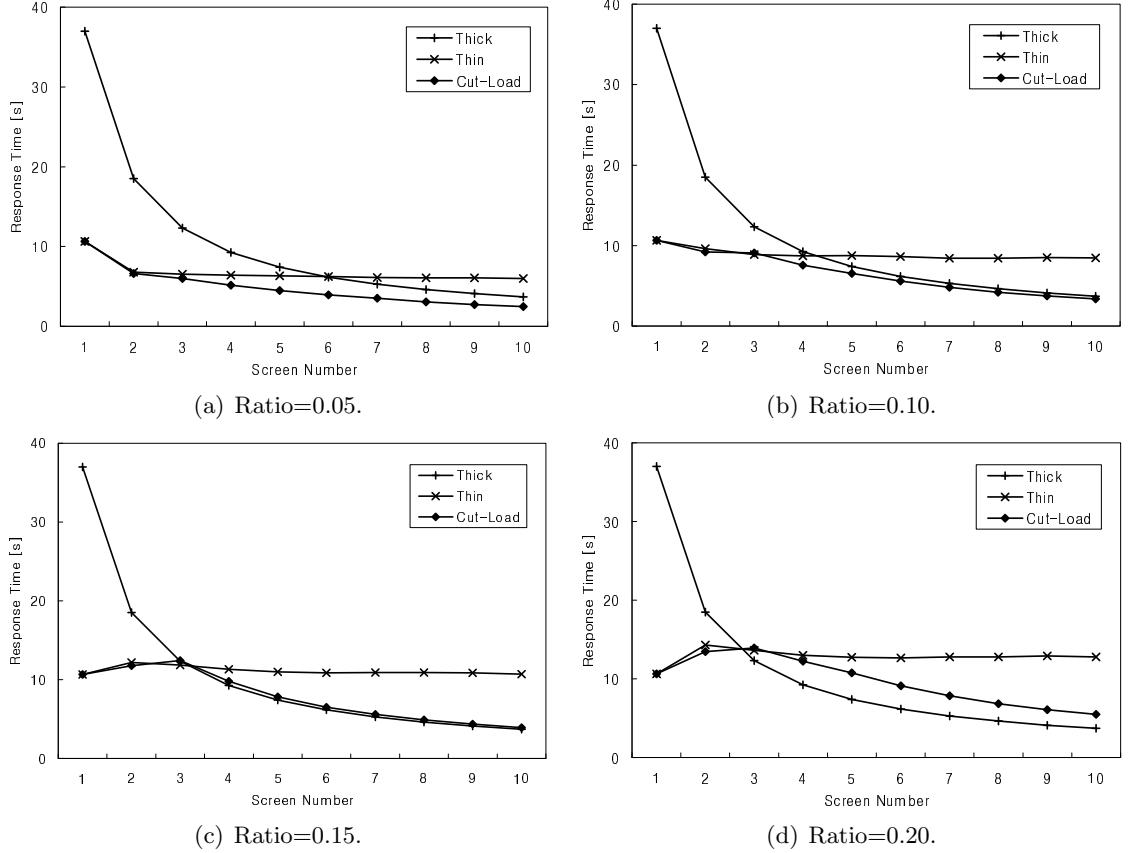 40
30
20
10
0
Response Time [s]
Thick
Thin
Cut-Load
1 2 3 4 5 6 7 8 9 10
Screen Number
(a) Ratio=0.05.
40
30
20
10
0
Response Time [s]
Thick
Thin
Cut-Load
1 2 3 4 5 6 7 8 9 10
Screen Number
(b) Ratio=0.10.
40
30
20
10
0
Response Time [s]
Thick
Thin
Cut-Load
1 2 3 4 5 6 7 8 9 10
Screen Number
(c) Ratio=0.15.
40
30
20
10
0
Response Time [s]
Thick
Thin
Cut-Load
1 2 3 4 5 6 7 8 9 10
Screen Number
(d) Ratio=0.20.